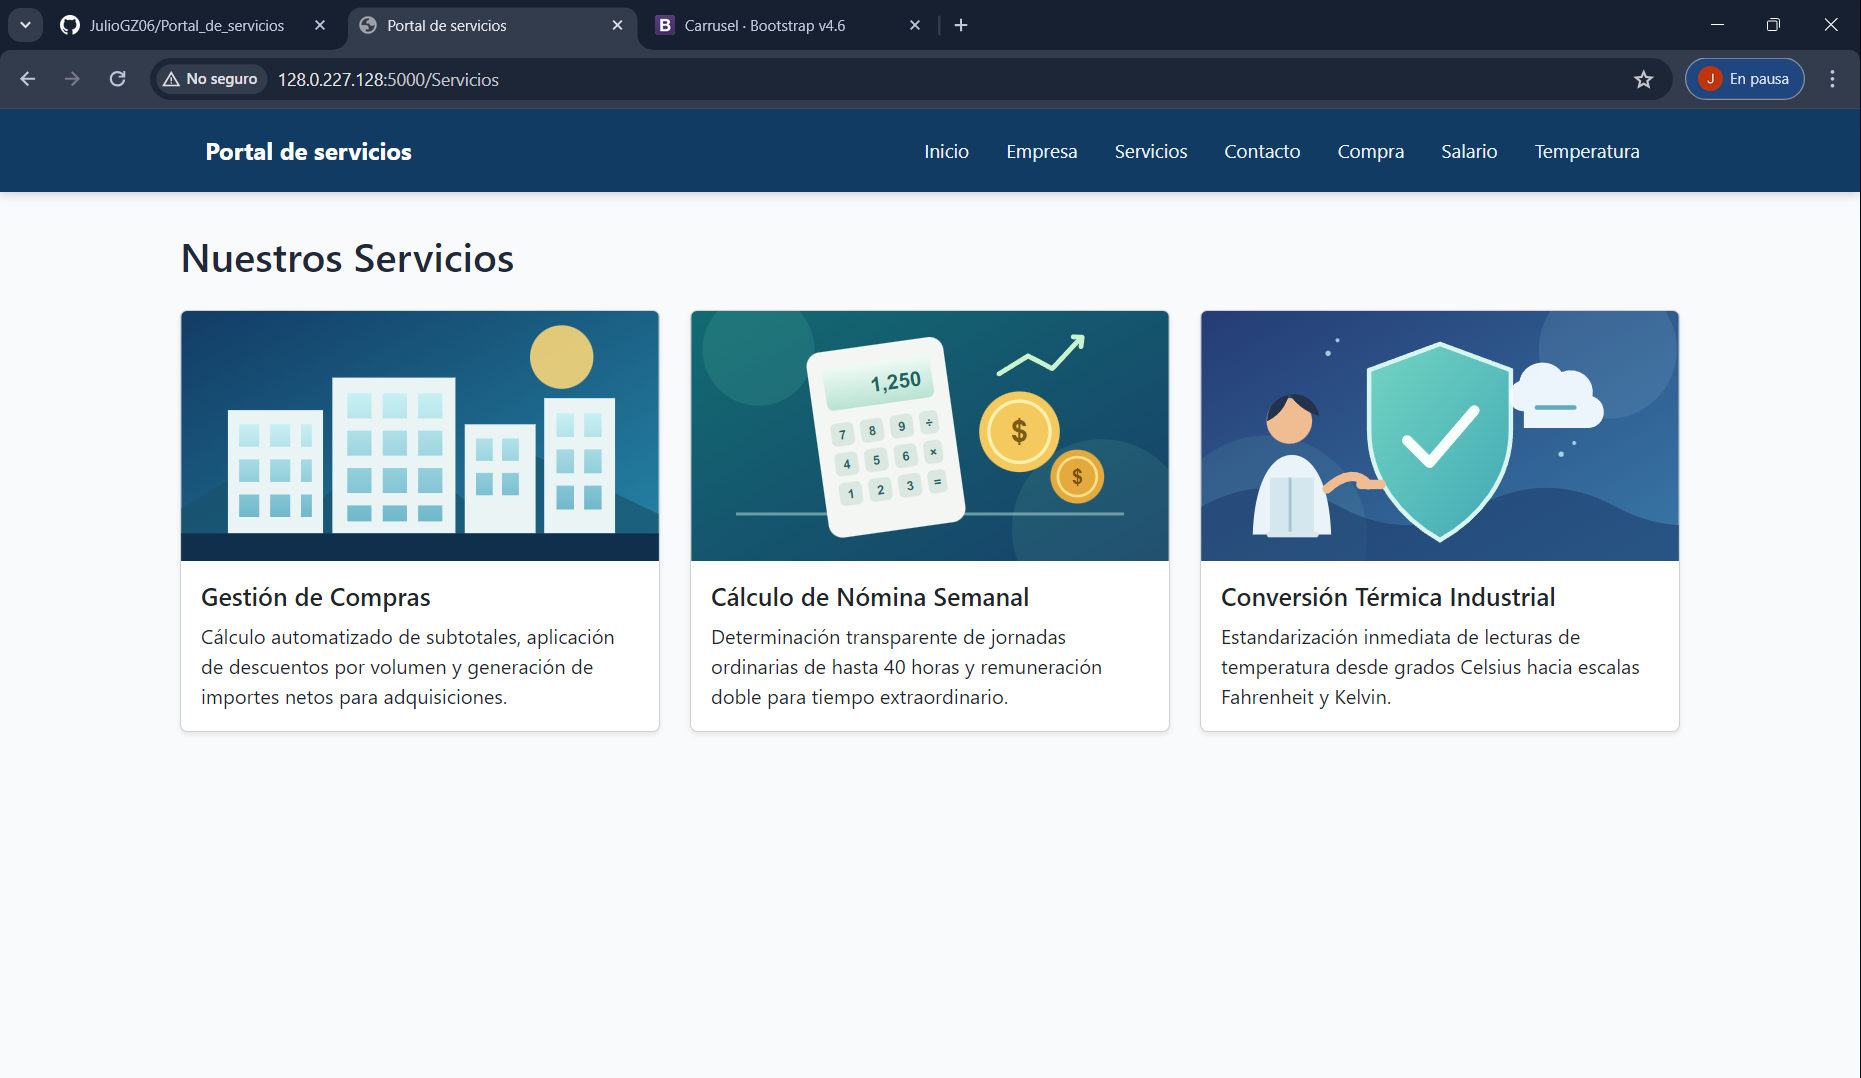 JulioGZ06/Portal_de_servicios
Portal de servicios
B Carrusel · Bootstrap v4.6
No seguro
128.0.227.128:5000/Servicios
J En pausa
Portal de servicios
Inicio Empresa Servicios Contacto Compra Salario Temperatura
Nuestros Servicios
1,250
7 8 9 ÷
4 5 6 ×
1 2 3 =
$
$
Gestión de Compras
Cálculo automatizado de subtotales, aplicación
de descuentos por volumen y generación de
importes netos para adquisiciones.
Cálculo de Nómina Semanal
Determinación transparente de jornadas
ordinarias de hasta 40 horas y remuneración
doble para tiempo extraordinario.
Conversión Térmica Industrial
Estandarización inmediata de lecturas de
temperatura desde grados Celsius hacia escalas
Fahrenheit y Kelvin.